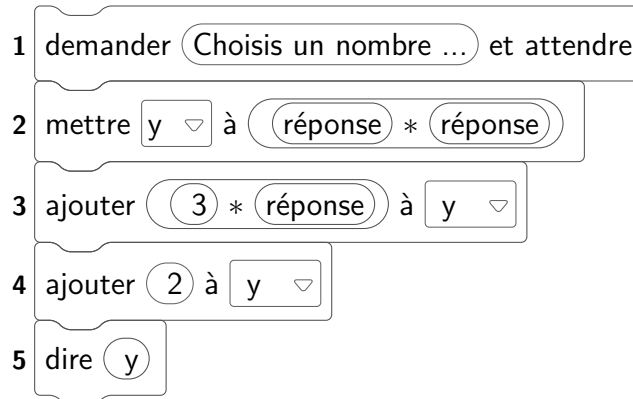 1 demander Choisis un nombre ... et attendre
2 mettre y à réponse * réponse
3 ajouter 3 * réponse à y
4 ajouter 2 à y
5 dire y